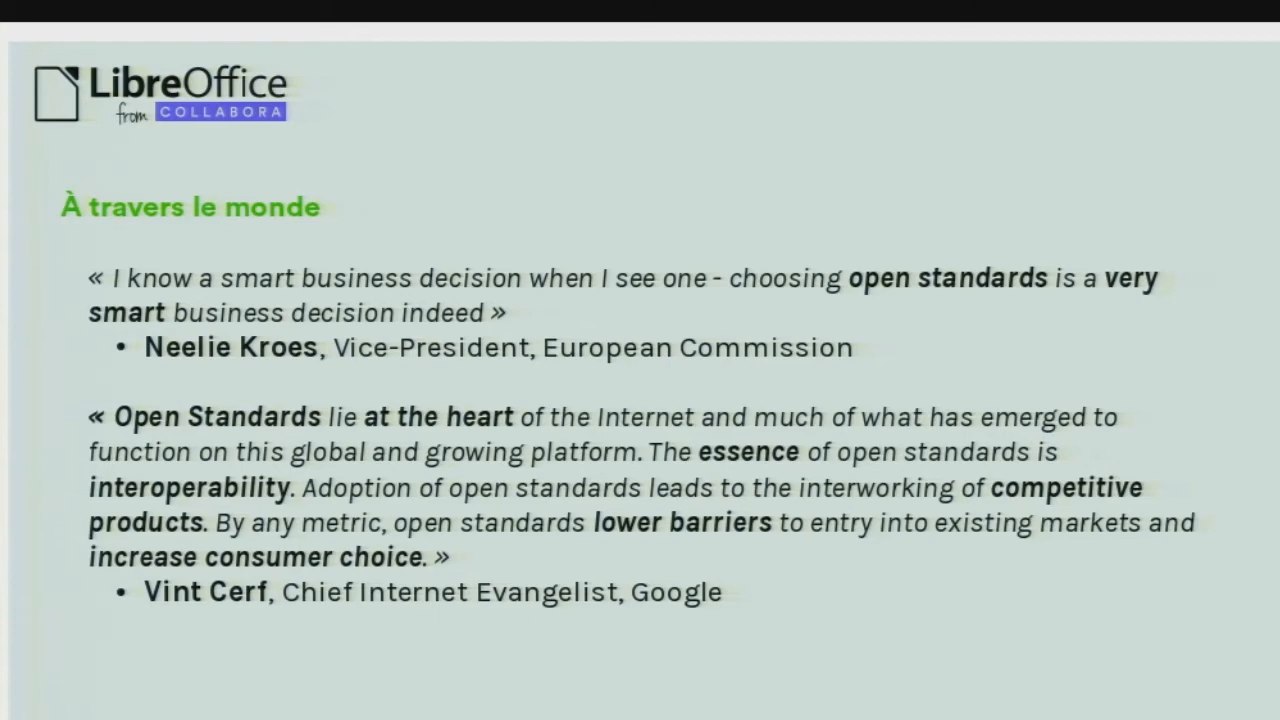 LibreOffice
from COLLABORA
À travers le monde
« I know a smart business decision when I see one - choosing open standards is a very
smart business decision indeed »
• Neelie Kroes, Vice-President, European Commission
« Open Standards lie at the heart of the Internet and much of what has emerged to
function on this global and growing platform. The essence of open standards is
interoperability. Adoption of open standards leads to the interworking of competitive
products. By any metric, open standards lower barriers to entry into existing markets and
increase consumer choice. »
• Vint Cerf, Chief Internet Evangelist, Google